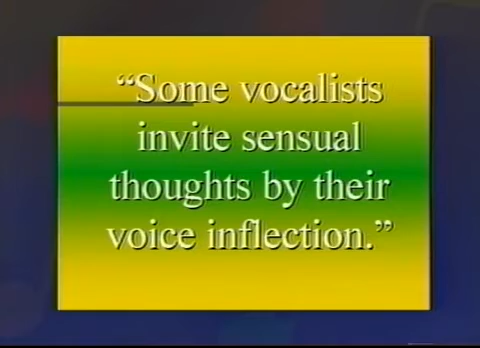 “Some vocalists
invite sensual
thoughts by their
voice inflection.”